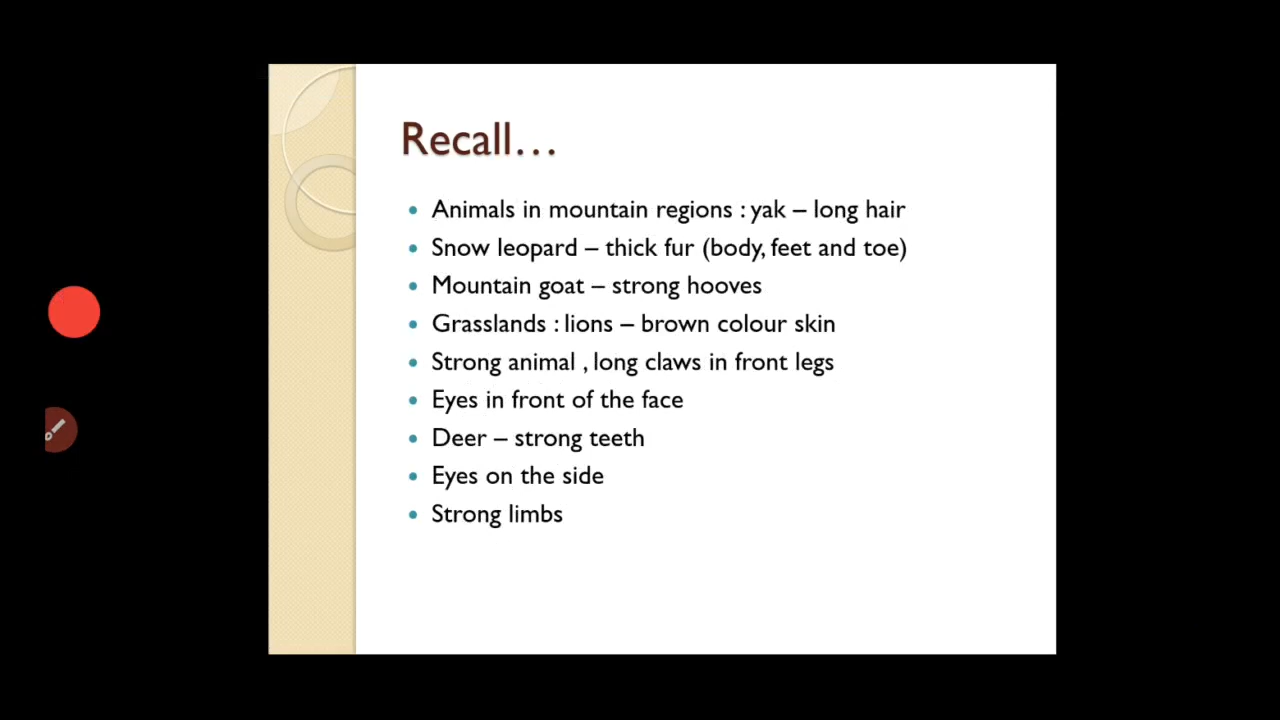 Recall...
• Animals in mountain regions : yak – long hair
• Snow leopard – thick fur (body, feet and toe)
• Mountain goat – strong hooves
• Grasslands : lions – brown colour skin
• Strong animal , long claws in front legs
• Eyes in front of the face
• Deer – strong teeth
• Eyes on the side
• Strong limbs